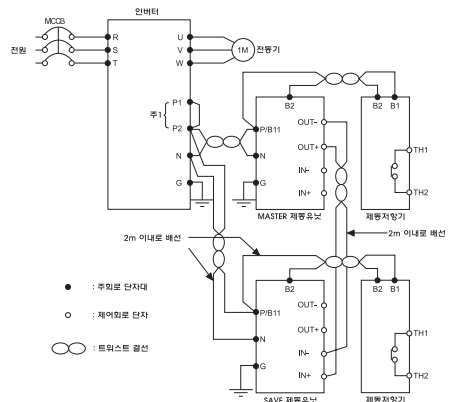 인버터
MCCB
전원
R
S
T
U
V
W
1M
전동기
P1
주1
P2
N
G
B2
P/B11
N
G
OUT-
OUT+
IN-
IN+
MASTER 제동유닛
B2
B1
TH1
TH2
제동저항기
2m 이내로 배선
2m 이내로 배선
B2
P/B11
N
G
OUT-
OUT+
IN-
IN+
SAVE 제동유닛
B2
B1
TH1
TH2
제동저항기
: 주회로 단자대
: 제어회로 단자
: 트위스트 결선